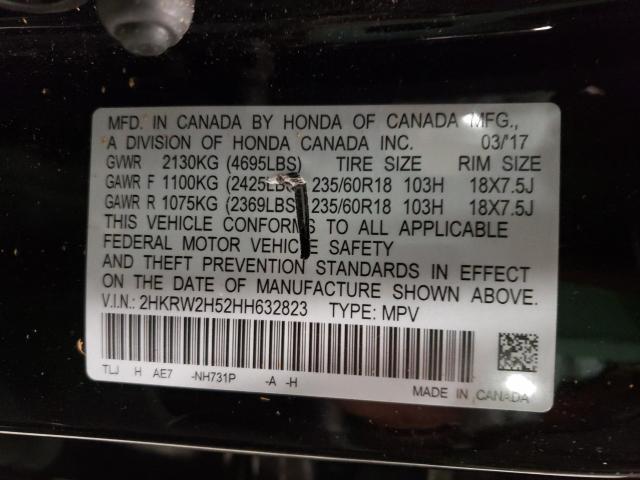 MFD. IN CANADA BY HONDA OF CANADA MFG.,
A DIVISION OF HONDA CANADA INC. 03/'17
GVWR 2130KG (4695LBS) TIRE SIZE RIM SIZE
GAWR F 1100KG (2425LBS) 235/60R18 103H 18X7.5J
GAWR R 1075KG (2369LBS) 235/60R18 103H 18X7.5J
THIS VEHICLE CONFORMS TO ALL APPLICABLE
FEDERAL MOTOR VEHICLE SAFETY
AND THEFT PREVENTION STANDARDS IN EFFECT
ON THE DATE OF MANUFACTURE SHOWN ABOVE.
V.I.N.: 2HKRW2H52HH632823 TYPE: MPV
TLJ H AE7 -NH731P -A -H
MADE IN CANADA